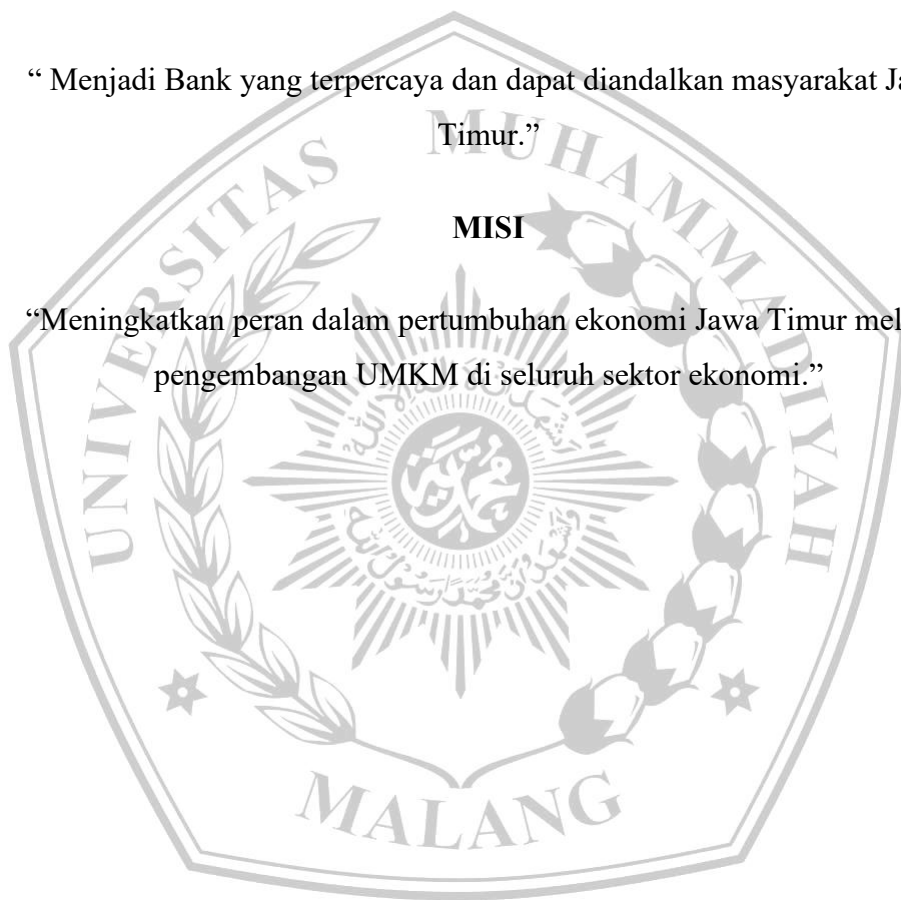 “ Menjadi Bank yang terpercaya dan dapat diandalkan masyarakat Ja
Timur.”
MISI
“Meningkatkan peran dalam pertumbuhan ekonomi Jawa Timur mel
pengembangan UMKM di seluruh sektor ekonomi.”
UNIVERSITAS MUHAMMADIYAH
MALANG